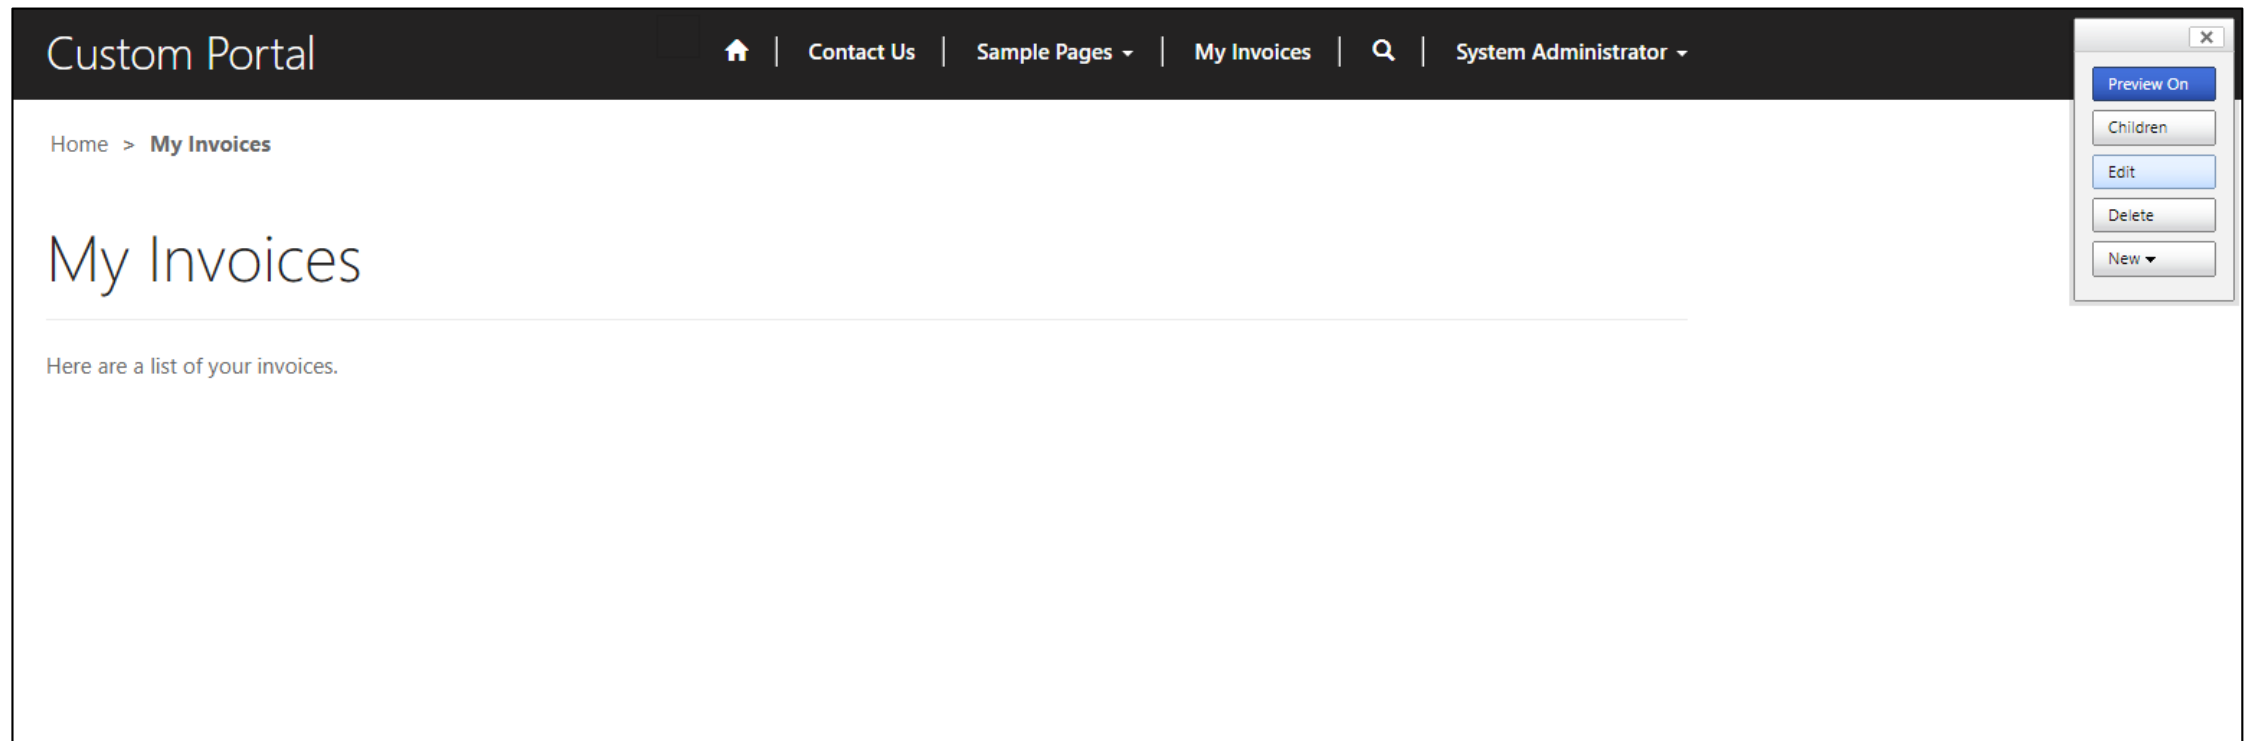 Custom Portal
Contact Us
Sample Pages
My Invoices
System Administrator
Preview On
Children
Edit
Delete
New
Home > My Invoices
My Invoices
Here are a list of your invoices.